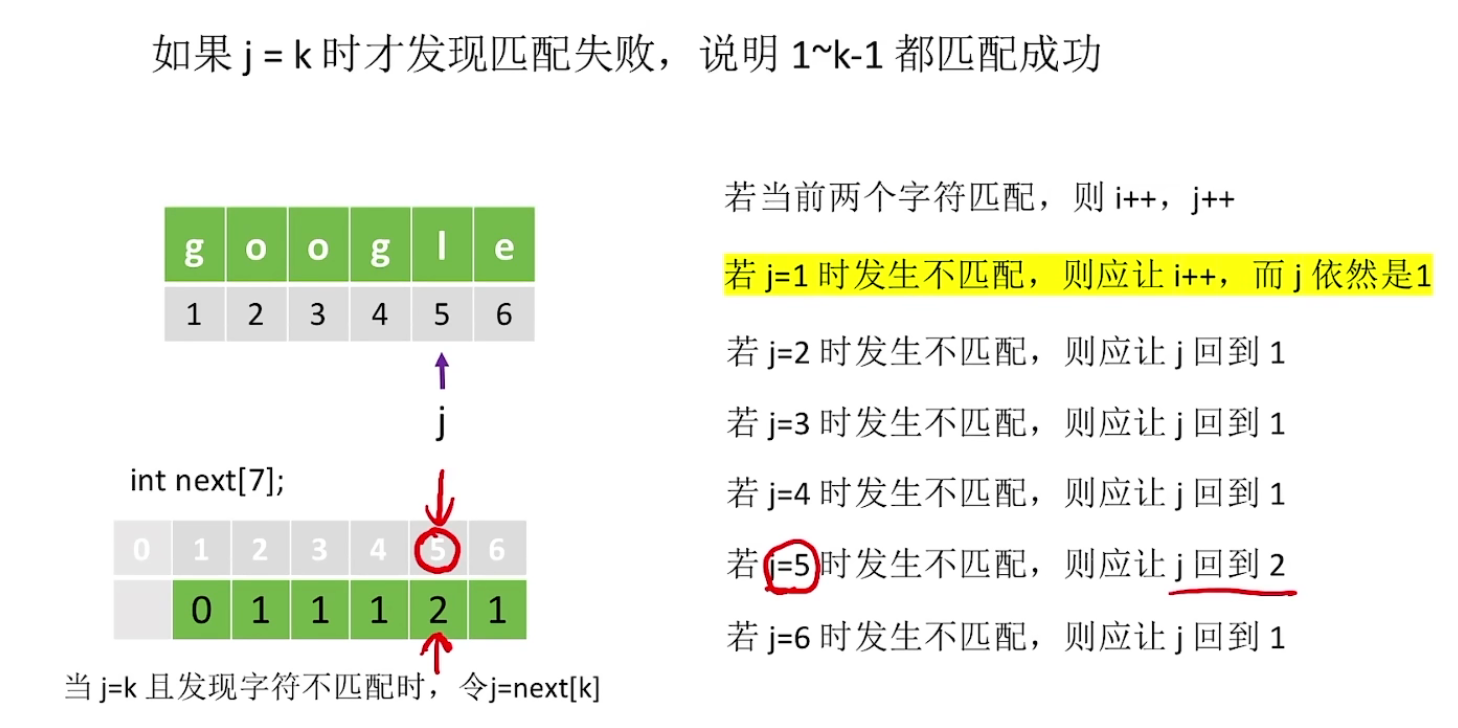 如果 j = k 时才发现匹配失败，说明 1~k-1 都匹配成功
g o o g l e
1 2 3 4 5 6
j
int next[7];
0 1 2 3 4 5 6
0 1 1 1 2 1
当 j=k 且发现字符不匹配时，令j=next[k]
若当前两个字符匹配，则 i++，j++
若 j=1 时发生不匹配，则应让 i++，而 j 依然是1
若 j=2 时发生不匹配，则应让 j 回到 1
若 j=3 时发生不匹配，则应让 j 回到 1
若 j=4 时发生不匹配，则应让 j 回到 1
若 j=5 时发生不匹配，则应让 j 回到 2
若 j=6 时发生不匹配，则应让 j 回到 1